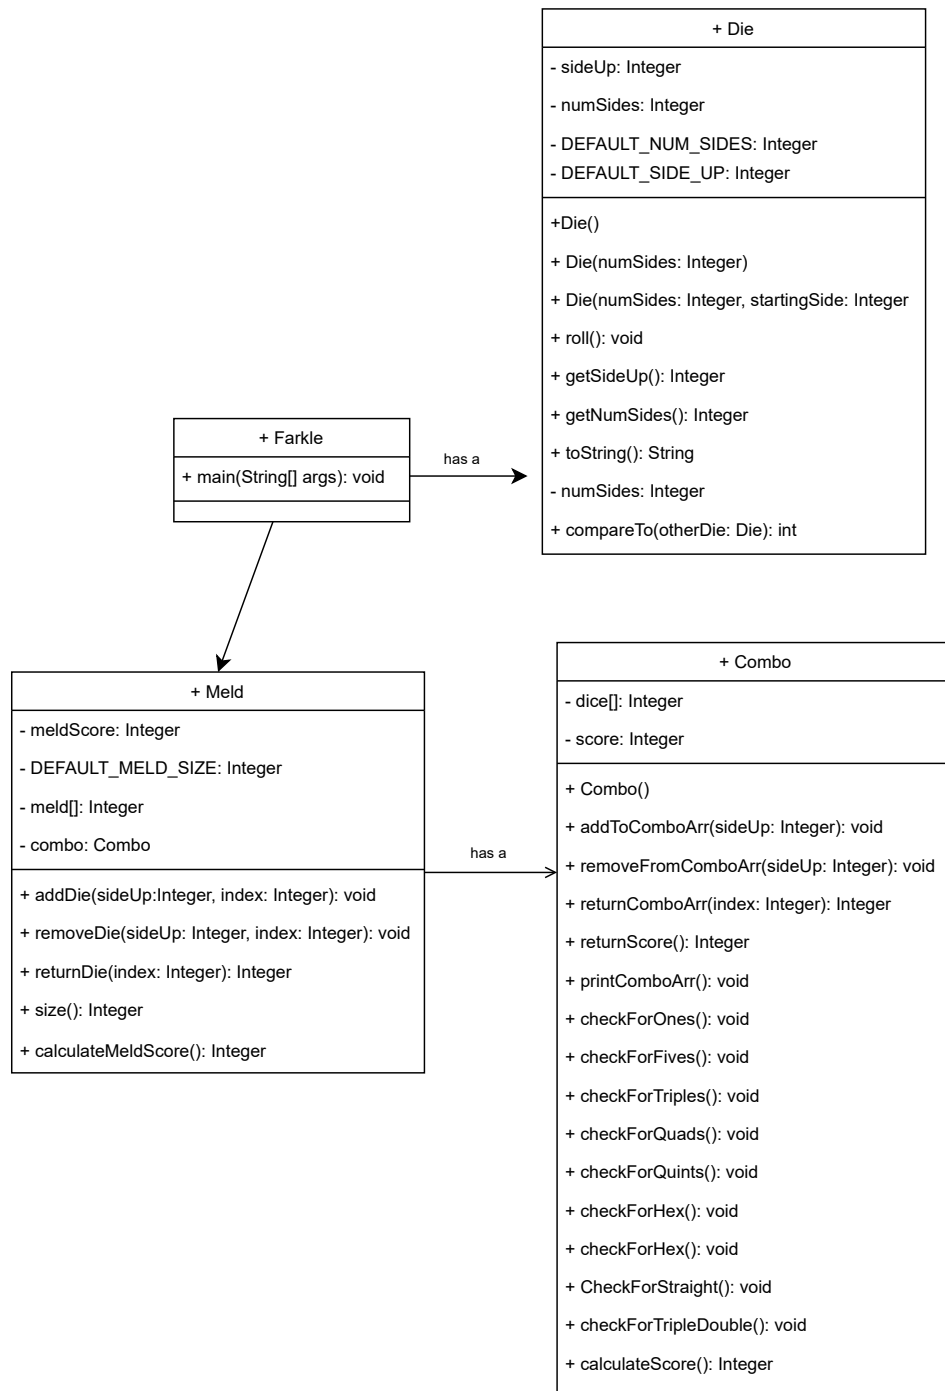 + Die
- sideUp: Integer
- numSides: Integer
- DEFAULT_NUM_SIDES: Integer
- DEFAULT_SIDE_UP: Integer
+Die()
+ Die(numSides: Integer)
+ Die(numSides: Integer, startingSide: Integer
+ roll(): void
+ getSideUp(): Integer
+ getNumSides(): Integer
+ toString(): String
- numSides: Integer
+ compareTo(otherDie: Die): int
+ Farkle
+ main(String[] args): void
has a
+ Meld
- meldScore: Integer
- DEFAULT_MELD_SIZE: Integer
- meld[]: Integer
- combo: Combo
+ addDie(sideUp:Integer, index: Integer): void
+ removeDie(sideUp: Integer, index: Integer): void
+ returnDie(index: Integer): Integer
+ size(): Integer
+ calculateMeldScore(): Integer
has a
+ Combo
- dice[]: Integer
- score: Integer
+ Combo()
+ addToComboArr(sideUp: Integer): void
+ removeFromComboArr(sideUp: Integer): void
+ returnComboArr(index: Integer): Integer
+ returnScore(): Integer
+ printComboArr(): void
+ checkForOnes(): void
+ checkForFives(): void
+ checkForTriples(): void
+ checkForQuads(): void
+ checkForQuints(): void
+ checkForHex(): void
+ checkForHex(): void
+ CheckForStraight(): void
+ checkForTripleDouble(): void
+ calculateScore(): Integer